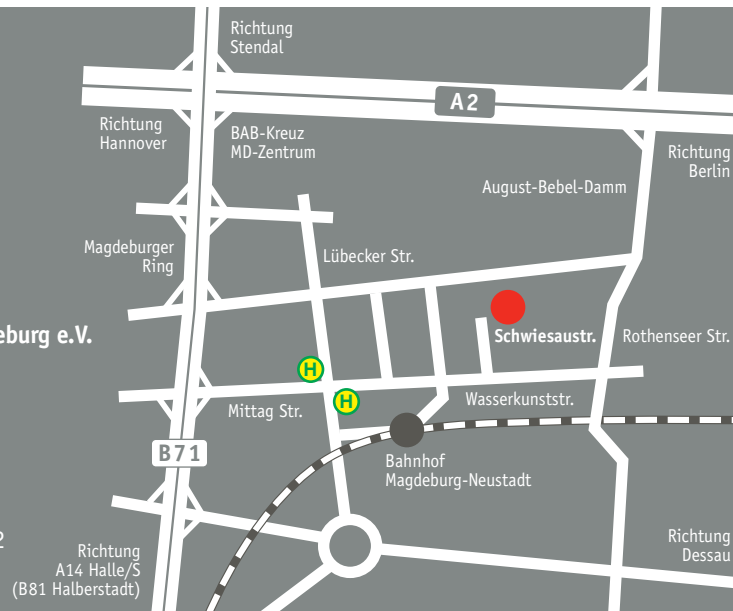 Richtung
Stendal
A2
Richtung
Hannover
BAB-Kreuz
MD-Zentrum
Richtung
Berlin
August-Bebel-Damm
Magdeburger
Ring
Lübecker Str.
eburg e.V.
Schwiesaustr.
Rothenseer Str.
H
H
Mittag Str.
Wasserkunststr.
B71
Bahnhof
Magdeburg-Neustadt
2
Richtung
A14 Halle/S
(B81 Halberstadt)
Richtung
Dessau